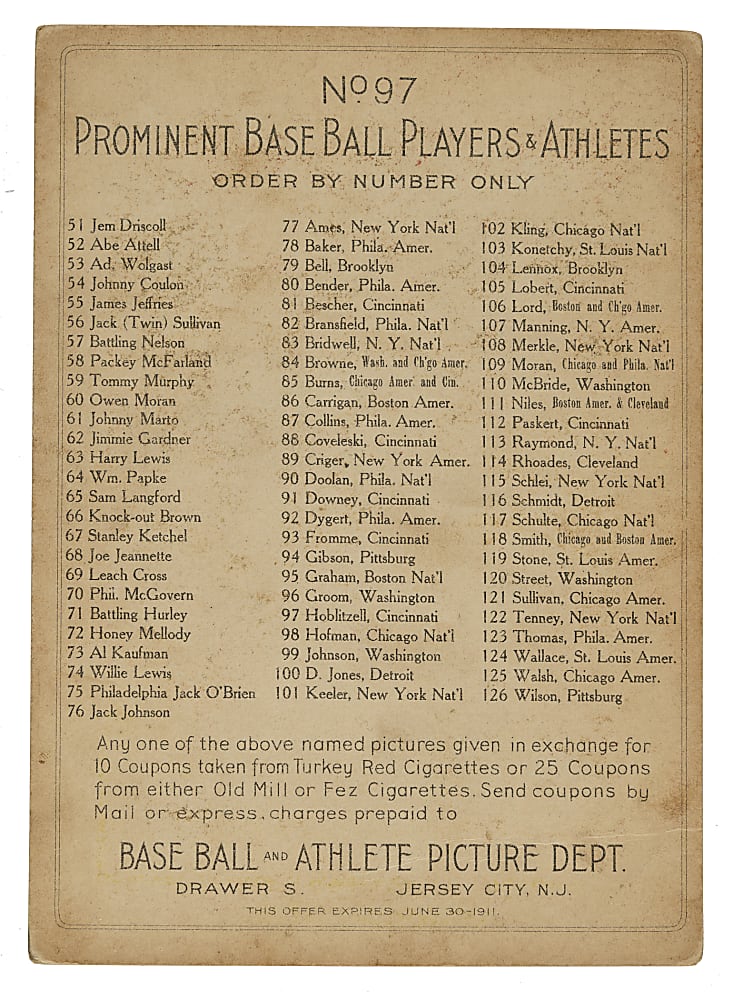 No 97
PROMINENT BASE BALL PLAYERS & ATHLETES
ORDER BY NUMBER ONLY
51 Jem Driscoll
52 Abe Attell
53 Ad. Wolgast
54 Johnny Coulon
55 James Jeffries
56 Jack (Twin) Sullivan
57 Battling Nelson
58 Packey McFarland
59 Tommy Murphy
60 Owen Moran
61 Johnny Marto
62 Jimmie Gardner
63 Harry Lewis
64 Wm. Papke
65 Sam Langford
66 Knock-out Brown
67 Stanley Ketchel
68 Joe Jeannette
69 Leach Cross
70 Phil. McGovern
71 Battling Hurley
72 Honey Mellody
73 Al Kaufman
74 Willie Lewis
75 Philadelphia Jack O'Brien
76 Jack Johnson
77 Ames, New York Nat'l
78 Baker, Phila. Amer.
79 Bell, Brooklyn
80 Bender, Phila. Amer.
81 Bescher, Cincinnati
82 Bransfield, Phila. Nat'l
83 Bridwell, N. Y. Nat'l
84 Browne, Wash. and Ch'go Amer.
85 Burns, Chicago Amer. and Cin.
86 Carrigan, Boston Amer.
87 Collins, Phila. Amer.
88 Coveleski, Cincinnati
89 Criger, New York Amer.
90 Doolan, Phila. Nat'l
91 Downey, Cincinnati
92 Dygert, Phila. Amer.
93 Fromme, Cincinnati
94 Gibson, Pittsburg
95 Graham, Boston Nat'l
96 Groom, Washington
97 Hoblitzell, Cincinnati
98 Hofman, Chicago Nat'l
99 Johnson, Washington
100 D. Jones, Detroit
101 Keeler, New York Nat'l
102 Kling, Chicago Nat'l
103 Konetchy, St. Louis Nat'l
104 Lennox, Brooklyn
105 Lobert, Cincinnati
106 Lord, Boston and Ch'go Amer.
107 Manning, N. Y. Amer.
108 Merkle, New York Nat'l
109 Moran, Chicago and Phila. Nat'l
110 McBride, Washington
111 Niles, Boston Amer. & Cleveland
112 Paskert, Cincinnati
113 Raymond, N. Y. Nat'l
114 Rhoades, Cleveland
115 Schlei, New York Nat'l
116 Schmidt, Detroit
117 Schulte, Chicago Nat'l
118 Smith, Chicago and Boston Amer.
119 Stone, St. Louis Amer.
120 Street, Washington
121 Sullivan, Chicago Amer.
122 Tenney, New York Nat'l
123 Thomas, Phila. Amer.
124 Wallace, St. Louis Amer.
125 Walsh, Chicago Amer.
126 Wilson, Pittsburg
Any one of the above named pictures given in exchange for
10 Coupons taken from Turkey Red Cigarettes or 25 Coupons
from either Old Mill or Fez Cigarettes. Send coupons by
Mail or express, charges prepaid to
BASE BALL AND ATHLETE PICTURE DEPT.
DRAWER S. JERSEY CITY, N.J.
THIS OFFER EXPIRES JUNE 30-1911.